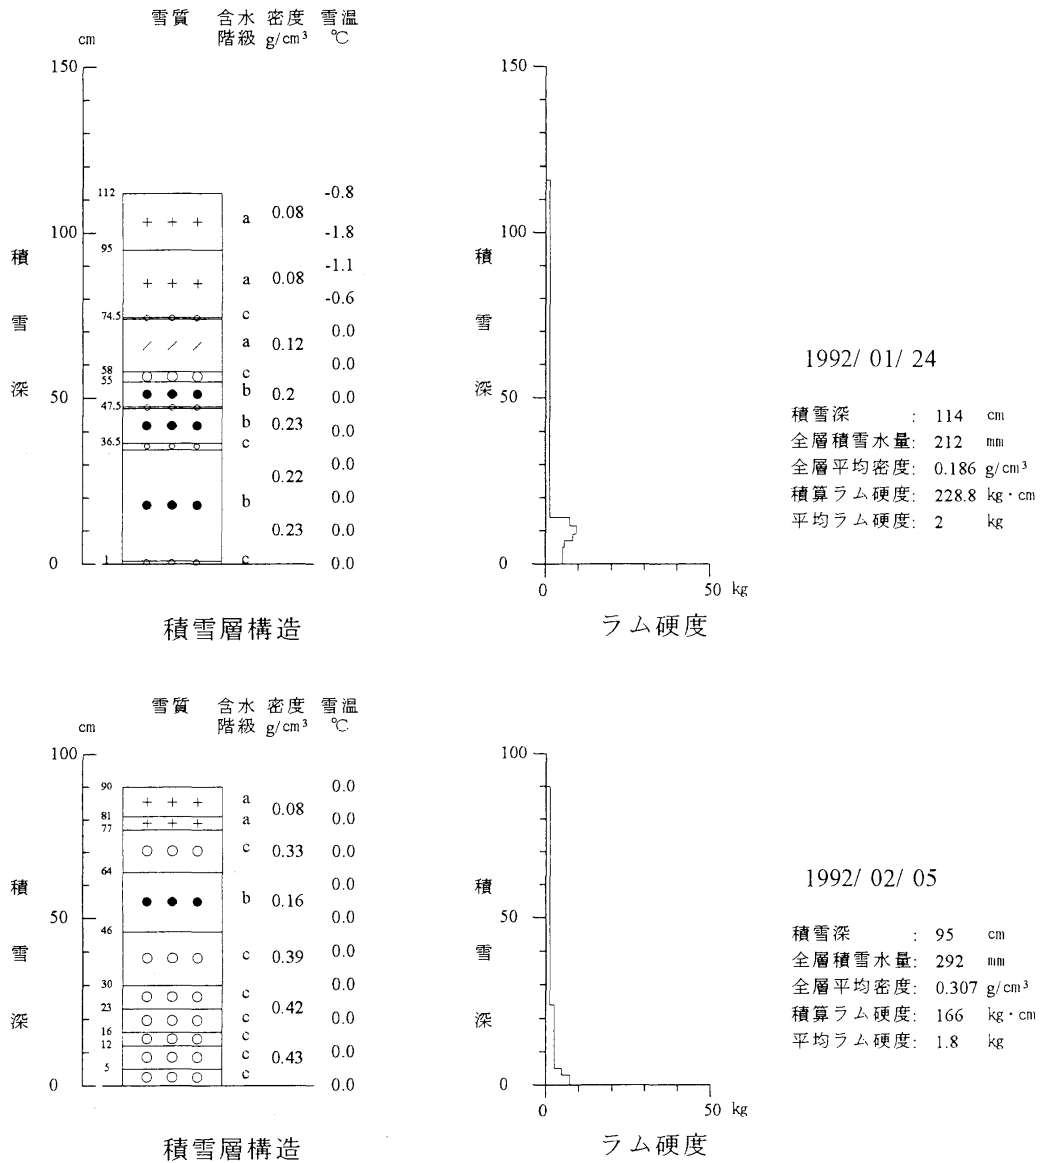 雪質 含水 密度 雪温
cm 階級 g/cm³ ℃
150
112 -0.8
+ + + a 0.08
100 -1.8
95
-1.1
+ + + a 0.08
-0.6
74.5 c
0.0
a 0.12
0.0
58 c
55
50 b 0.2 0.0
47.5
b 0.23 0.0
36.5 c
0.0
0.22
b 0.0
0.23 0.0
1 c
0 0.0
積雪深
積雪層構造
150
100
50
0
0 50 kg
積雪深
ラム硬度
1992/ 01/ 24
積雪深 : 114 cm
全層積雪水量: 212 mm
全層平均密度: 0.186 g/cm³
積算ラム硬度: 228.8 kg·cm
平均ラム硬度: 2 kg
雪質 含水 密度 雪温
cm 階級 g/cm³ ℃
100
90 0.0
+ + + a
0.08
81 0.0
+ + + a
77
c 0.33 0.0
64
0.0
b 0.16
50 0.0
46
c 0.39 0.0
30 0.0
c
23 0.42
c 0.0
16
c
12 0.0
c 0.43
5
c
0 0.0
積雪深
積雪層構造
100
50
0
0 50 kg
積雪深
ラム硬度
1992/ 02/ 05
積雪深 : 95 cm
全層積雪水量: 292 mm
全層平均密度: 0.307 g/cm³
積算ラム硬度: 166 kg·cm
平均ラム硬度: 1.8 kg